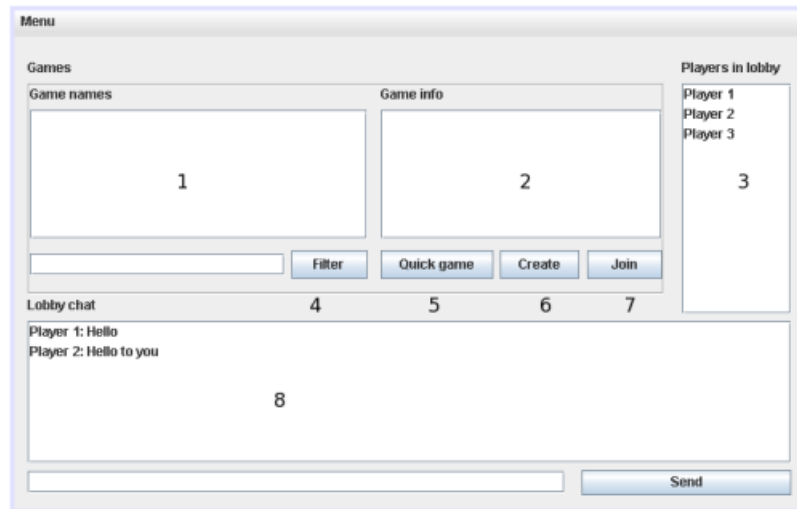 Menu
Games
Players in lobby
Game names
Game info
Player 1
Player 2
Player 3
1
2
3
Filter
Quick game
Create
Join
Lobby chat
4
5
6
7
Player 1: Hello
Player 2: Hello to you
8
Send